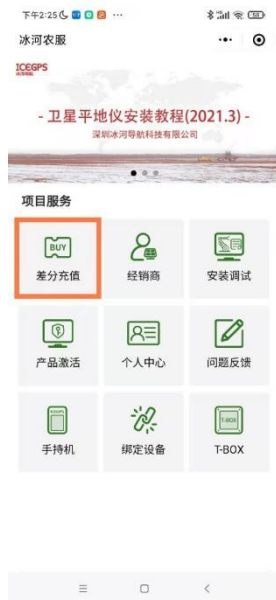 下午2:25
冰河农服
ICEGPS
- 卫星平地仪安装教程(2021.3) -
深圳冰河导航科技有限公司
项目服务
BUY
差分充值
经销商
安装调试
产品激活
个人中心
问题反馈
手持机
绑定设备
T-BOX
T-BOX